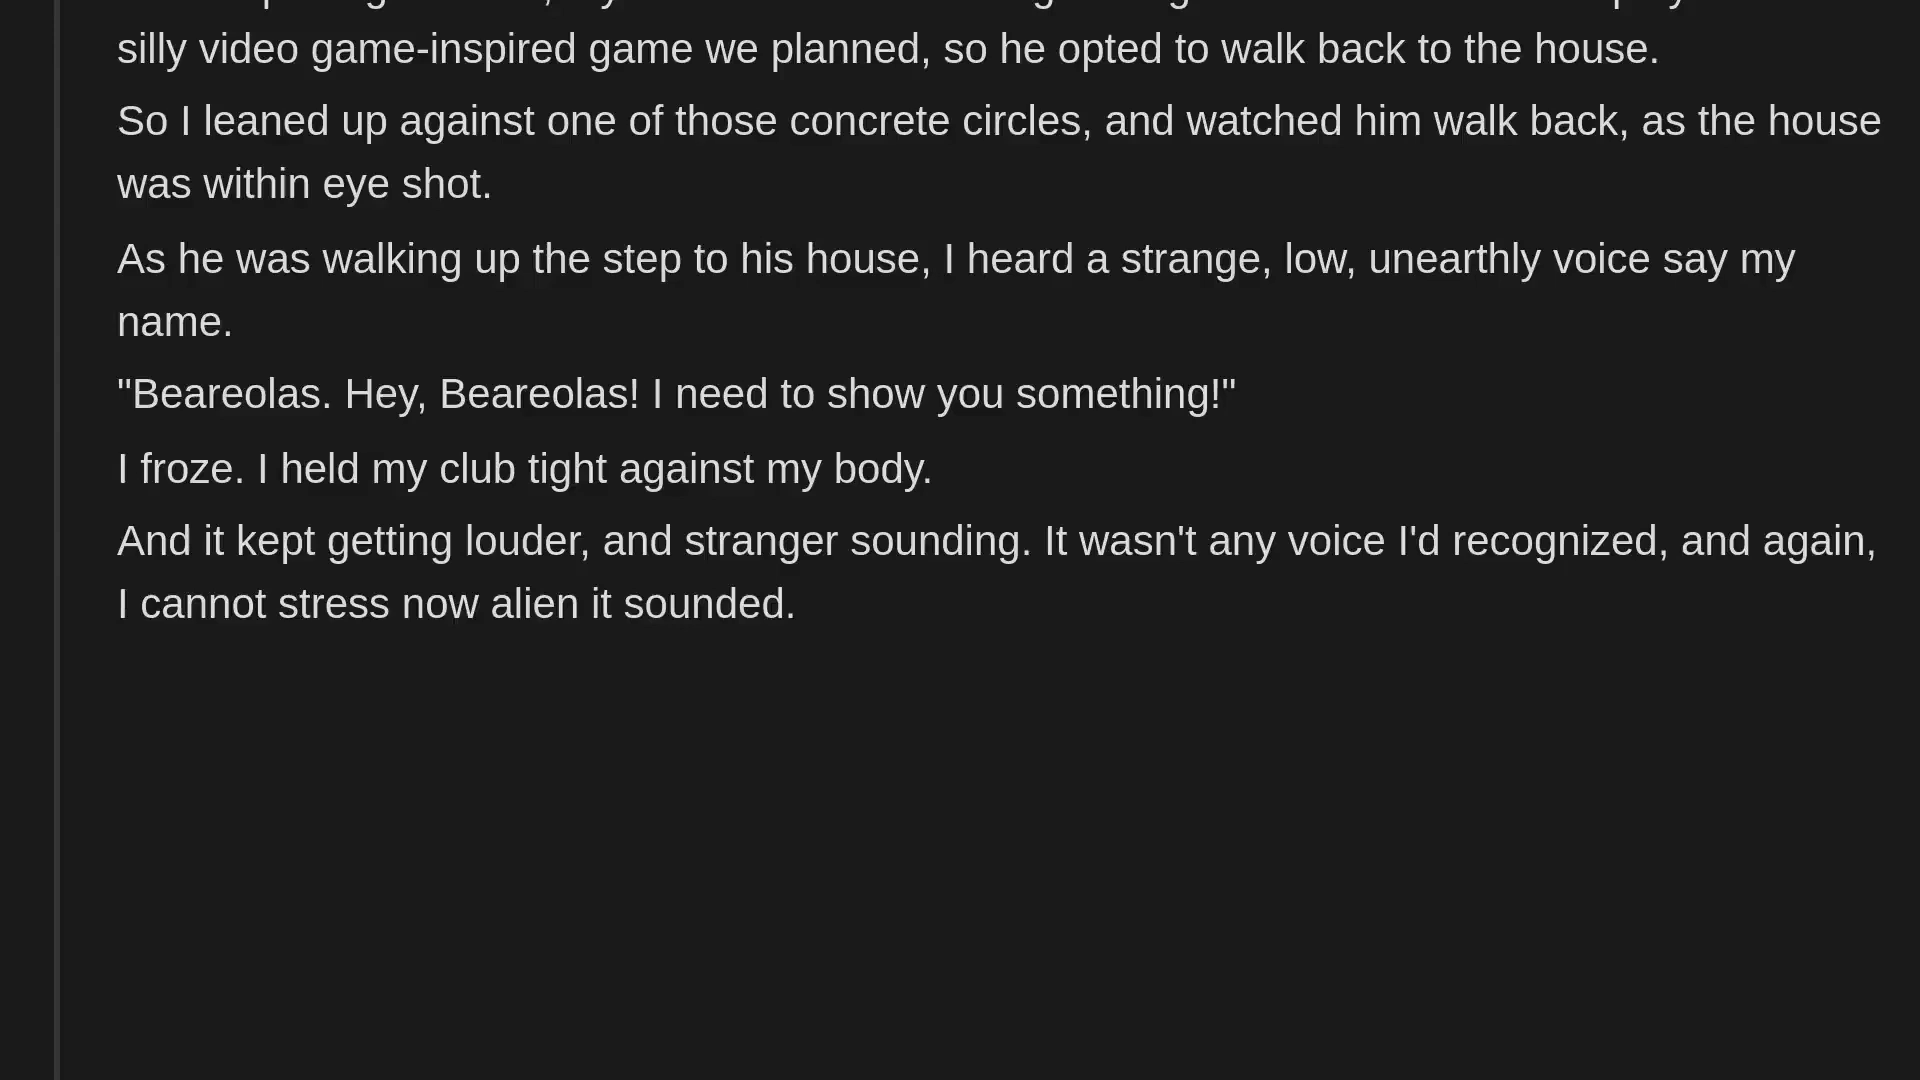 silly video game-inspired game we planned, so he opted to walk back to the house.
So I leaned up against one of those concrete circles, and watched him walk back, as the house
was within eye shot.
As he was walking up the step to his house, I heard a strange, low, unearthly voice say my
name.
"Beareolas. Hey, Beareolas! I need to show you something!"
I froze. I held my club tight against my body.
And it kept getting louder, and stranger sounding. It wasn't any voice I'd recognized, and again,
I cannot stress now alien it sounded.